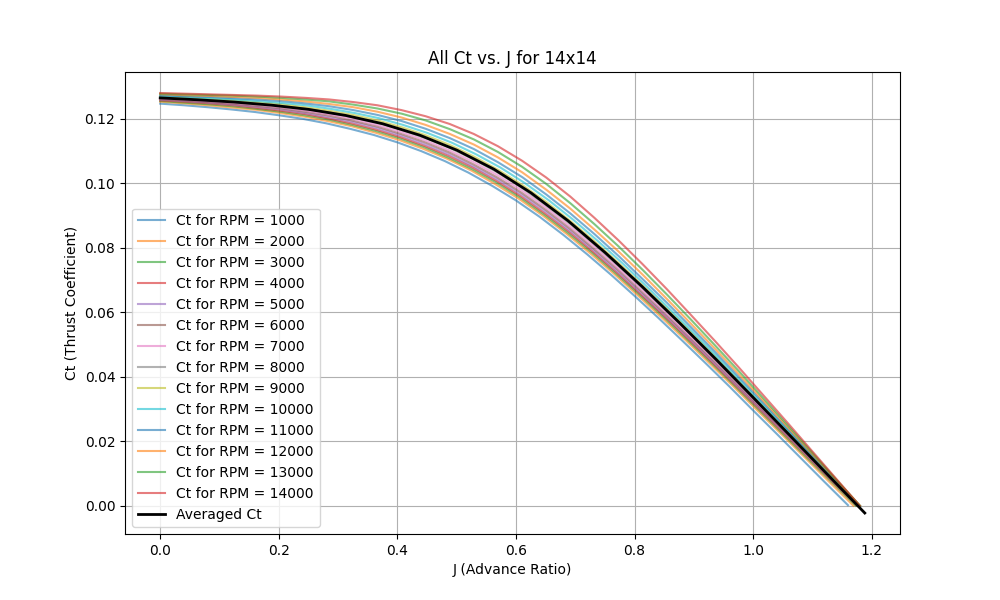 All Ct vs. J for 14x14
Ct (Thrust Coefficient)
0.12
0.10
0.08
0.06
0.04
0.02
0.00
Ct for RPM = 1000
Ct for RPM = 2000
Ct for RPM = 3000
Ct for RPM = 4000
Ct for RPM = 5000
Ct for RPM = 6000
Ct for RPM = 7000
Ct for RPM = 8000
Ct for RPM = 9000
Ct for RPM = 10000
Ct for RPM = 11000
Ct for RPM = 12000
Ct for RPM = 13000
Ct for RPM = 14000
Averaged Ct
0.0 0.2 0.4 0.6 0.8 1.0 1.2
J (Advance Ratio)